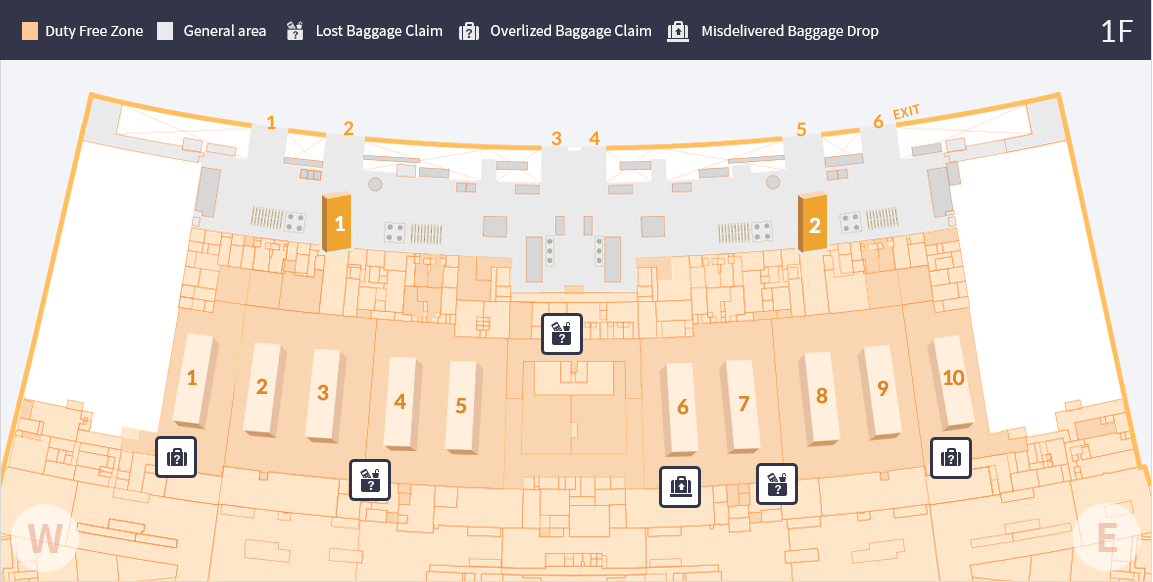 Duty Free Zone
General area
Lost Baggage Claim
Overlized Baggage Claim
Misdelivered Baggage Drop
1F
1
2
3
4
5
6
EXIT
1
2
1
2
3
4
5
6
7
8
9
10
?
?
?
?
?
W
E